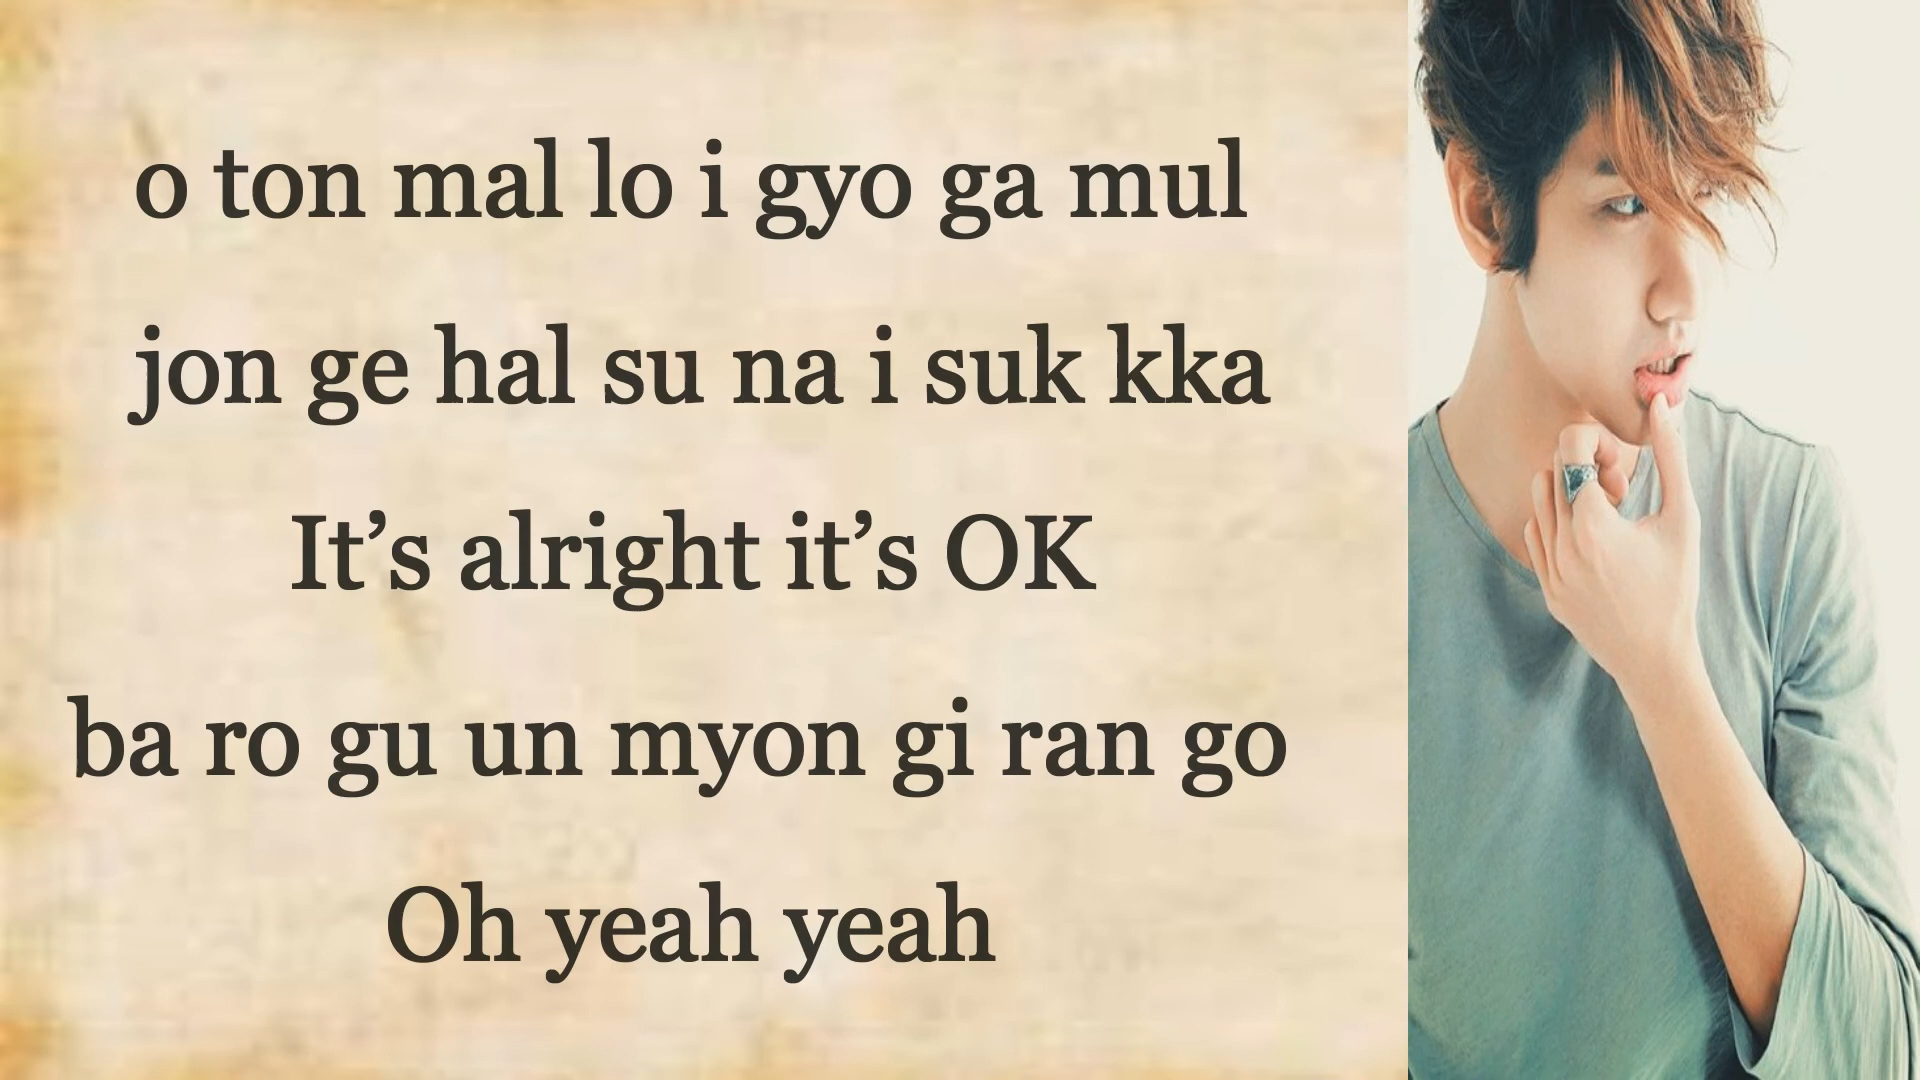 o ton mal lo i gyo ga mul
jon ge hal su na i suk kka
It’s alright it’s OK
ba ro gu un myon gi ran go
Oh yeah yeah